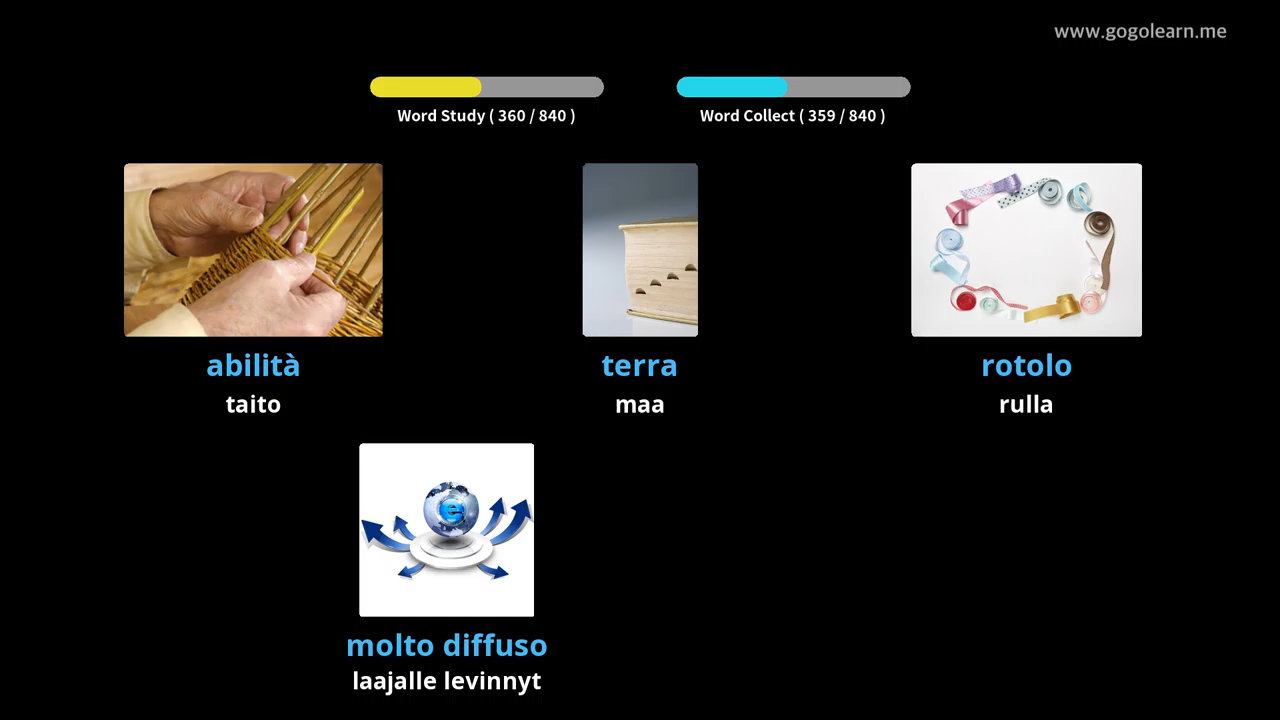 www.gogolearn.me
Word Study ( 360 / 840 )
Word Collect ( 359 / 840 )
abilità
taito
terra
maa
rotolo
rulla
e
molto diffuso
laajalle levinnyt